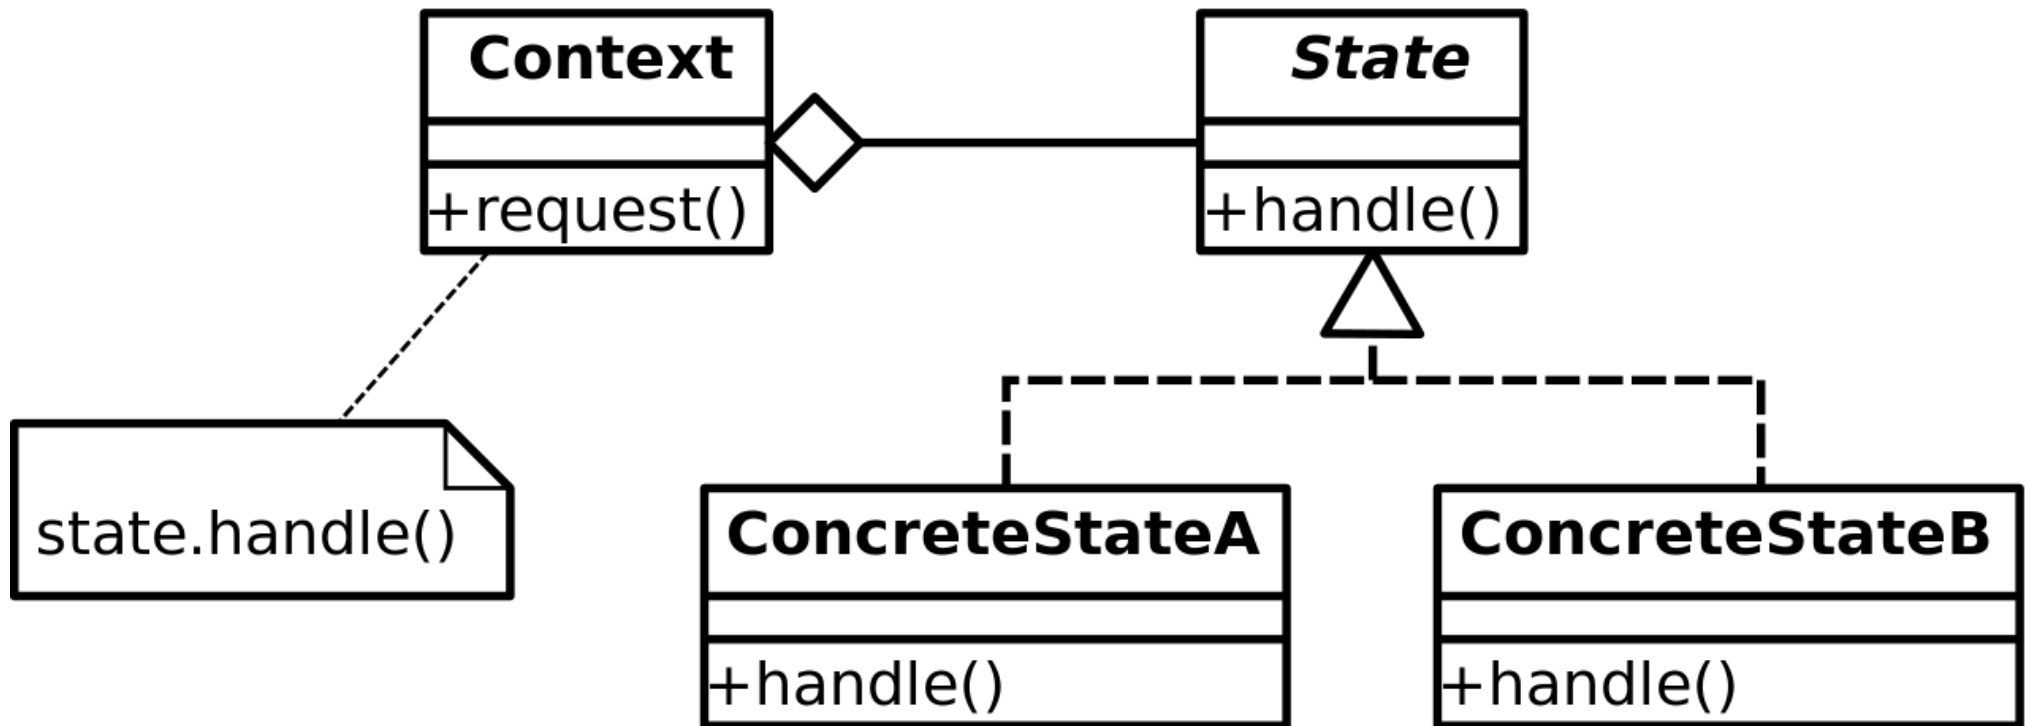 Context
+request()
State
+handle()
state.handle()
ConcreteStateA
+handle()
ConcreteStateB
+handle()